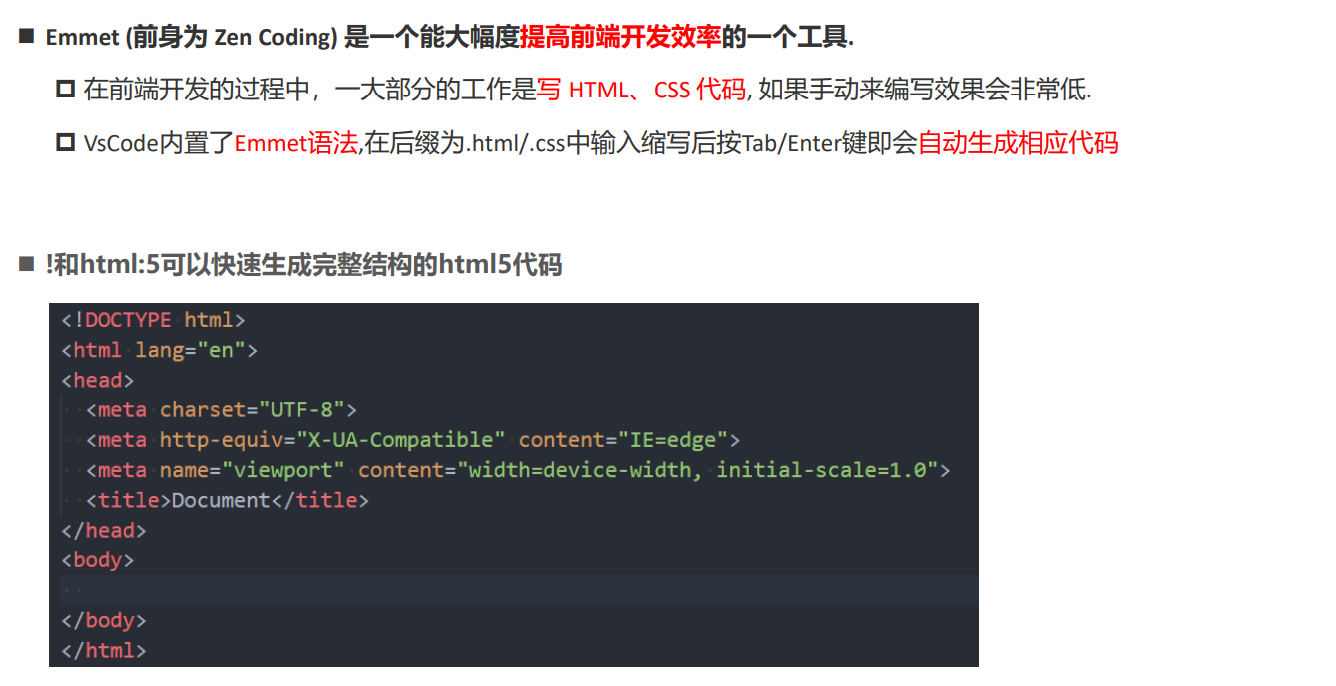 Emmet (前身为 Zen Coding) 是一个能大幅度提高前端开发效率的一个工具.
在前端开发的过程中，一大部分的工作是写 HTML、CSS 代码, 如果手动来编写效果会非常低.
VsCode内置了Emmet语法,在后缀为.html/.css中输入缩写后按Tab/Enter键即会自动生成相应代码
!和html:5可以快速生成完整结构的html5代码
<!DOCTYPE html>
<html lang="en">
<head>
  <meta charset="UTF-8">
  <meta http-equiv="X-UA-Compatible" content="IE=edge">
  <meta name="viewport" content="width=device-width, initial-scale=1.0">
  <title>Document</title>
</head>
<body>
</body>
</html>